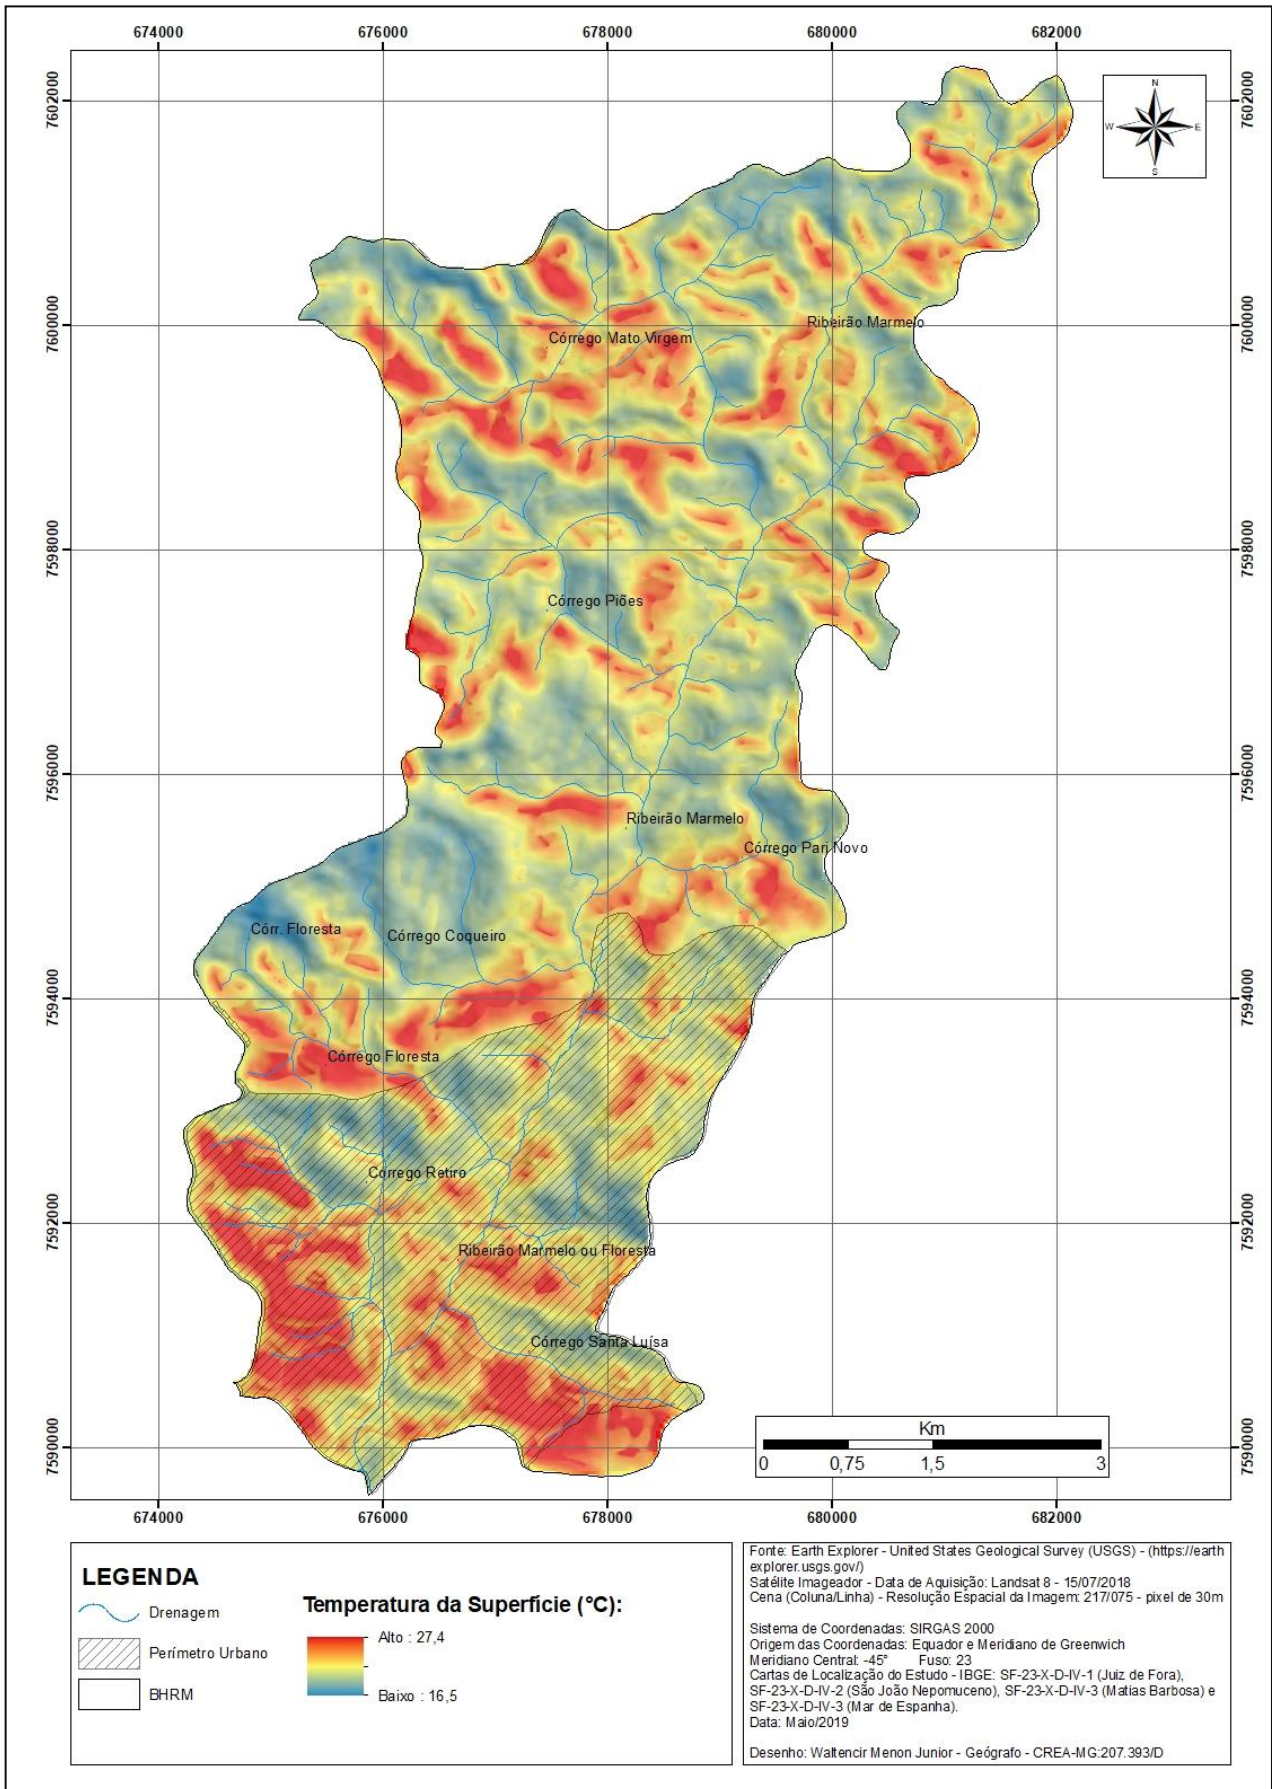 674000 676000 678000 680000 682000
7602000 7602000
N
W E
S
7600000 Ribeirão Marmelo 7600000
Córrego Mato Virgem
7598000 7598000
Córrego Piões
7596000 7596000
Ribeirão Marmelo
Córrego Pari Novo
Córr. Floresta
Córrego Coqueiro
7594000 7594000
Córrego Floresta
Córrego Retiro
7592000 7592000
Ribeirão Marmelo ou Floresta
Córrego Santa Luísa
Km
7590000 7590000
0 0,75 1,5 3
674000 676000 678000 680000 682000
LEGENDA
Drenagem
Perímetro Urbano
BHRM
Temperatura da Superfície (°C):
Alto : 27,4
Baixo : 16,5
Fonte: Earth Explorer - United States Geological Survey (USGS) - (https://earth
explorer.usgs.gov/)
Satélite Imageador - Data de Aquisição: Landsat 8 - 15/07/2018
Cena (Coluna/Linha) - Resolução Espacial da Imagem: 217/075 - pixel de 30m
Sistema de Coordenadas: SIRGAS 2000
Origem das Coordenadas: Equador e Meridiano de Greenwich
Meridiano Central: -45° Fuso: 23
Cartas de Localização do Estudo - IBGE: SF-23-X-D-IV-1 (Juiz de Fora),
SF-23-X-D-IV-2 (São João Nepomuceno), SF-23-X-D-IV-3 (Matias Barbosa) e
SF-23-X-D-IV-3 (Mar de Espanha).
Data: Maio/2019
Desenho: Waltencir Menon Junior - Geógrafo - CREA-MG:207.393/D